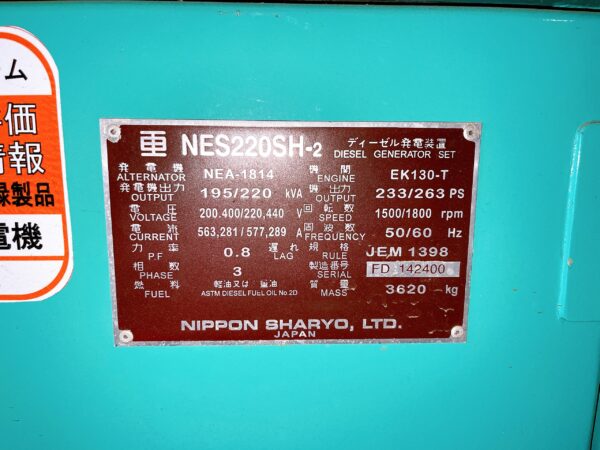 ム
価
情報
録製品
電機
NES220SH-2 ディーゼル発電装置
DIESEL GENERATOR SET
発電機 NEA-1814 機関 EK130-T
ALTERNATOR ENGINE
発電機出力 195/220 kVA 機出力 233/263 PS
OUTPUT OUTPUT
電圧 200.400/220,440 V 回転数 1500/1800 rpm
VOLTAGE SPEED
電流 563,281/577,289 A 周波数 50/60 Hz
CURRENT FREQUENCY
力率 0.8 遅れ 規格 JEM 1398
P.F LAG RULE
相数 3 製造番号 FD 142400
PHASE SERIAL
燃料 軽油又は重油 質量 3620 kg
FUEL ASTM DIESEL FUEL OIL No.2D MASS
NIPPON SHARYO, LTD.
JAPAN